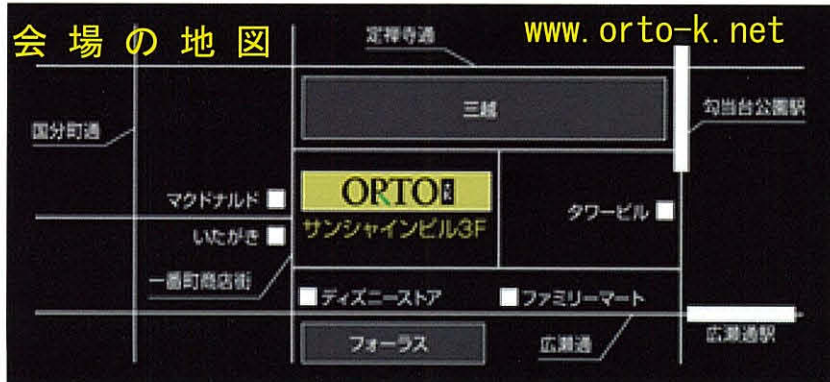 会場の地図
www.orto-k.net
定禅寺通
三越
勾当台公園駅
国分町通
ORTO K
マクドナルド
サンシャインビル3F
タワービル
いたがき
一番町商店街
ディズニーストア
ファミリーマート
フォーラス
広瀬通
広瀬通駅